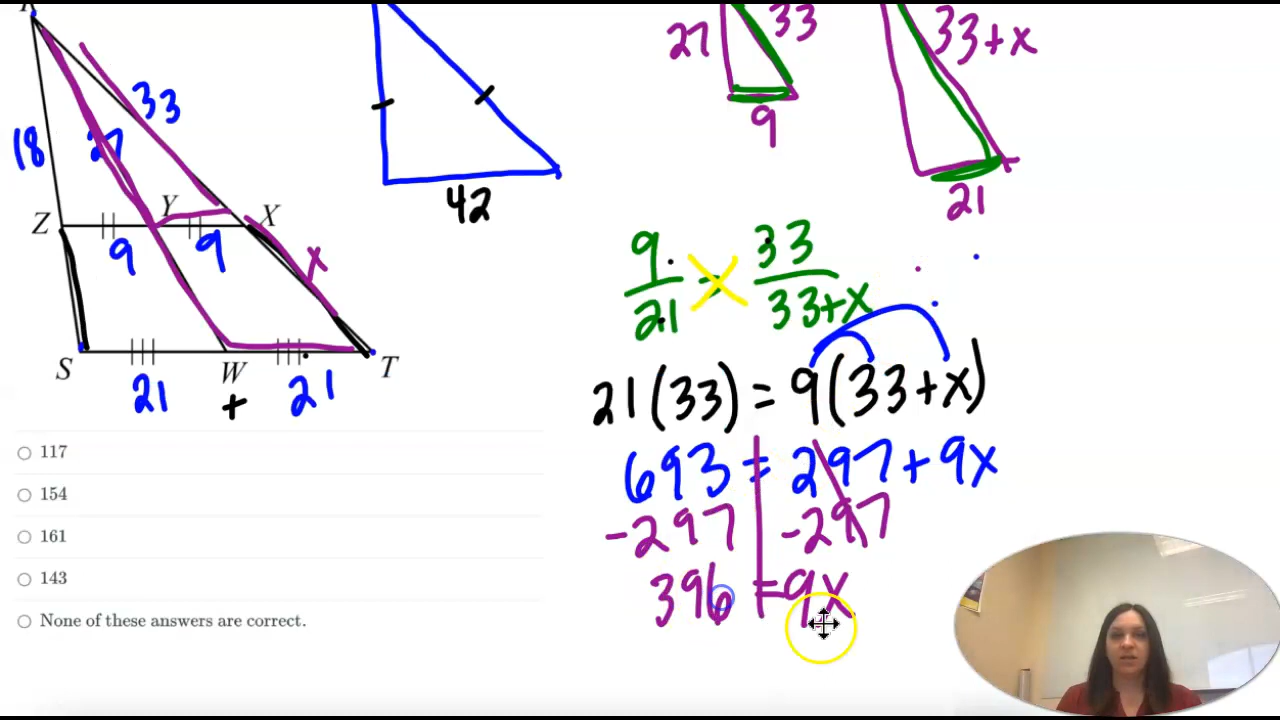 33
18
27
Z
Y
X
9
9
x
S
W
T
21
+
21
42
27
33
9
33+x
21
9/21 = 33/33+x
21(33) = 9(33+x)
693 = 297+9x
-297 -297
396 = 9x
117
154
161
143
None of these answers are correct.